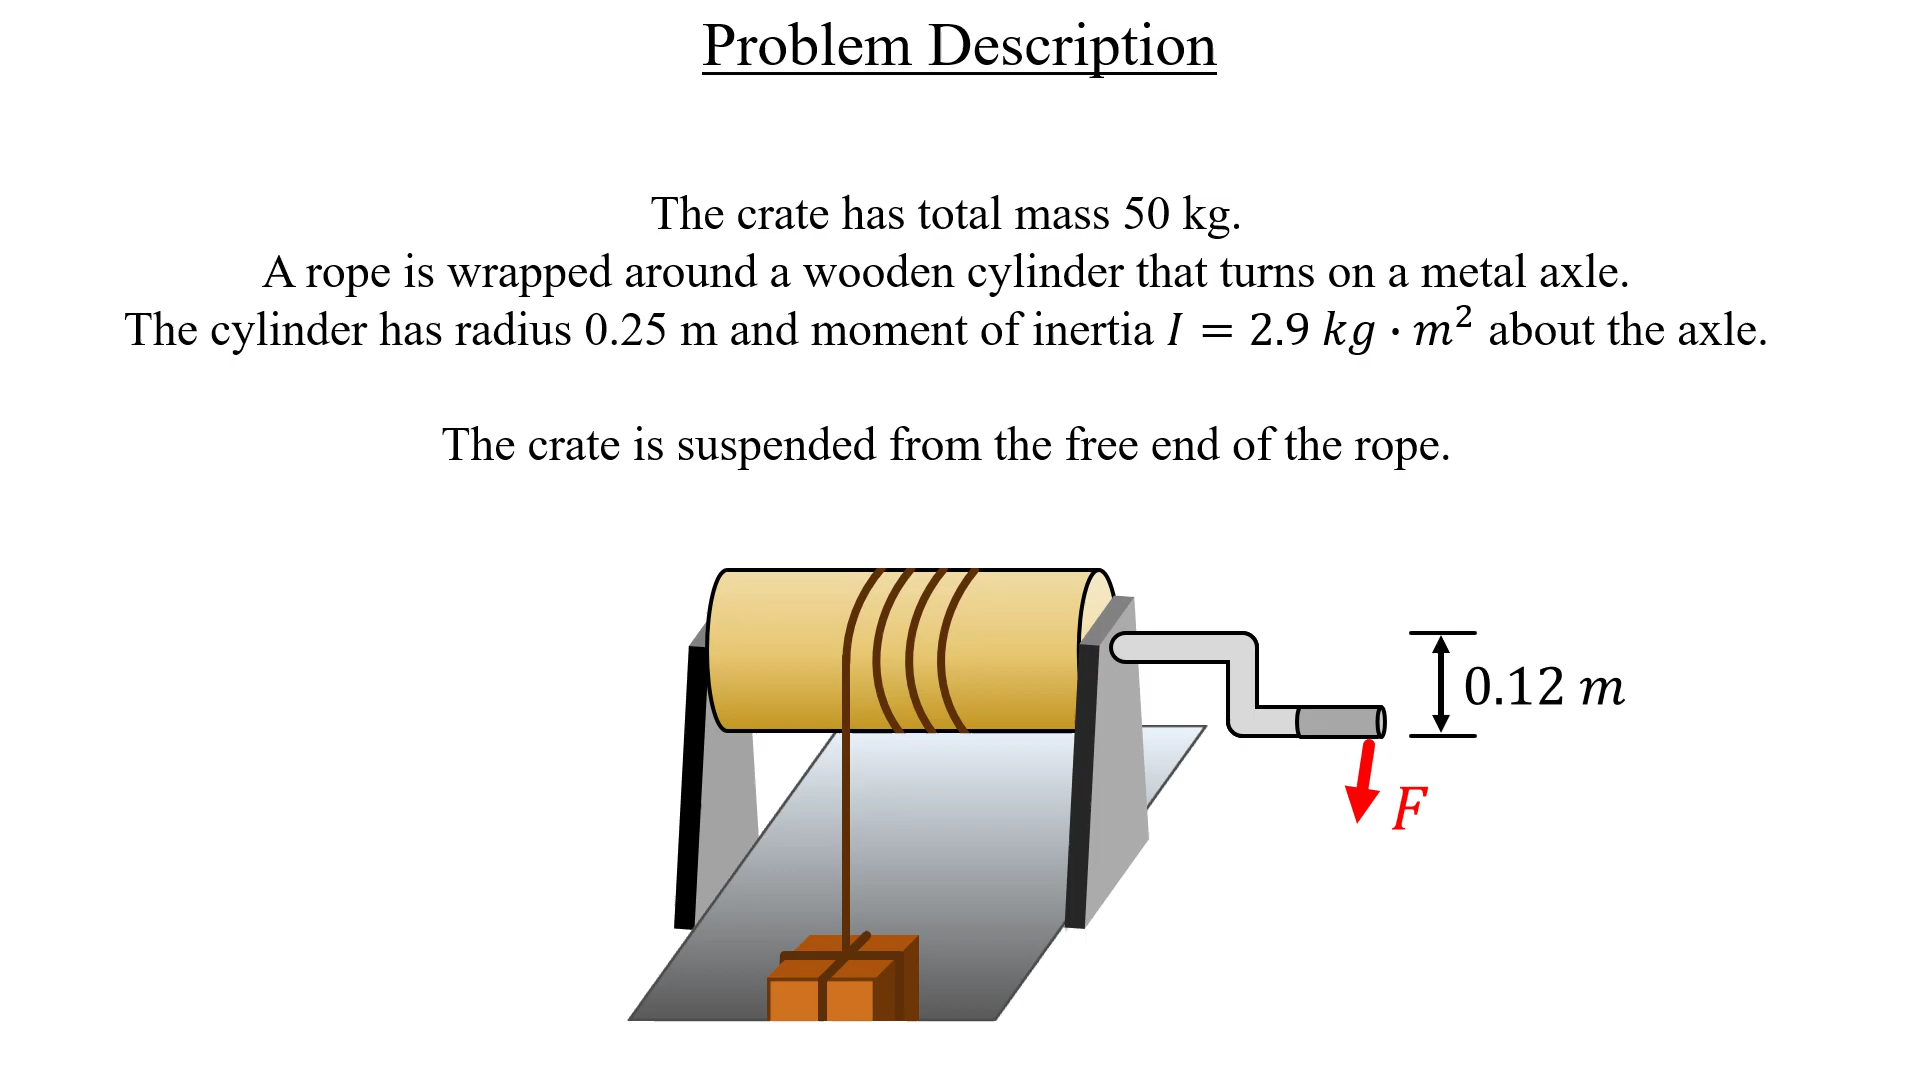 Problem Description
The crate has total mass 50 kg.
A rope is wrapped around a wooden cylinder that turns on a metal axle.
The cylinder has radius 0.25 m and moment of inertia I = 2.9 kg · m² about the axle.
The crate is suspended from the free end of the rope.
0.12 m
F